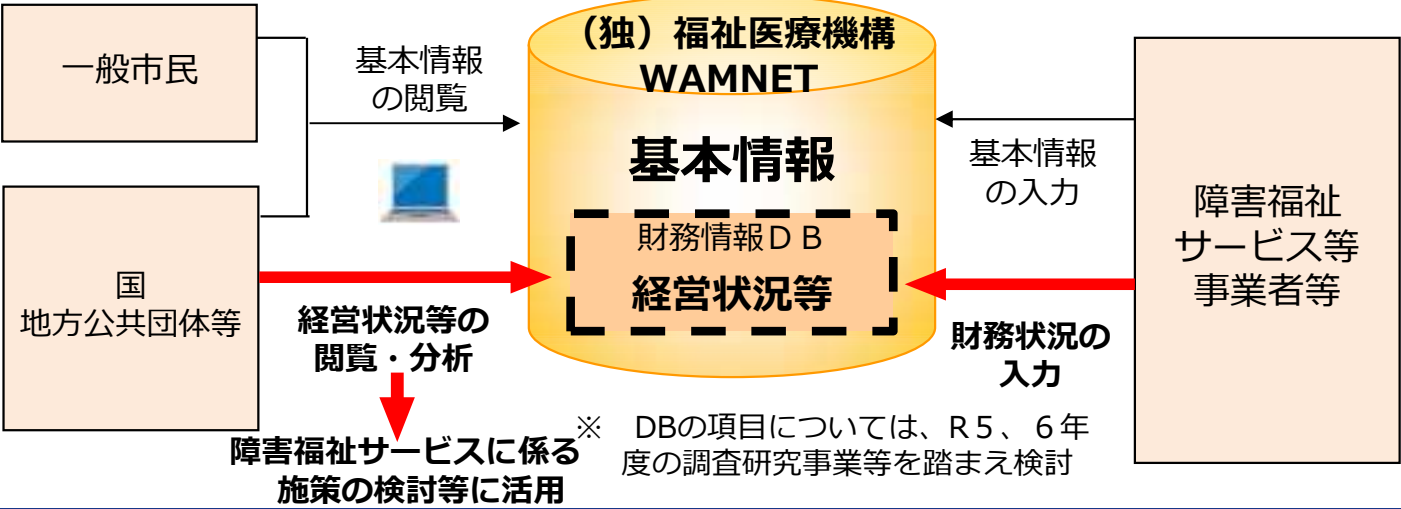 一般市民
基本情報
の閲覧
（独）福祉医療機構
WAMNET
基本情報
財務情報ＤＢ
経営状況等
基本情報
の入力
障害福祉
サービス等
事業者等
国
地方公共団体等
経営状況等の
閲覧・分析
財務状況の
入力
障害福祉サービスに係る
施策の検討等に活用
※　DBの項目については、R５、６年
度の調査研究事業等を踏まえ検討